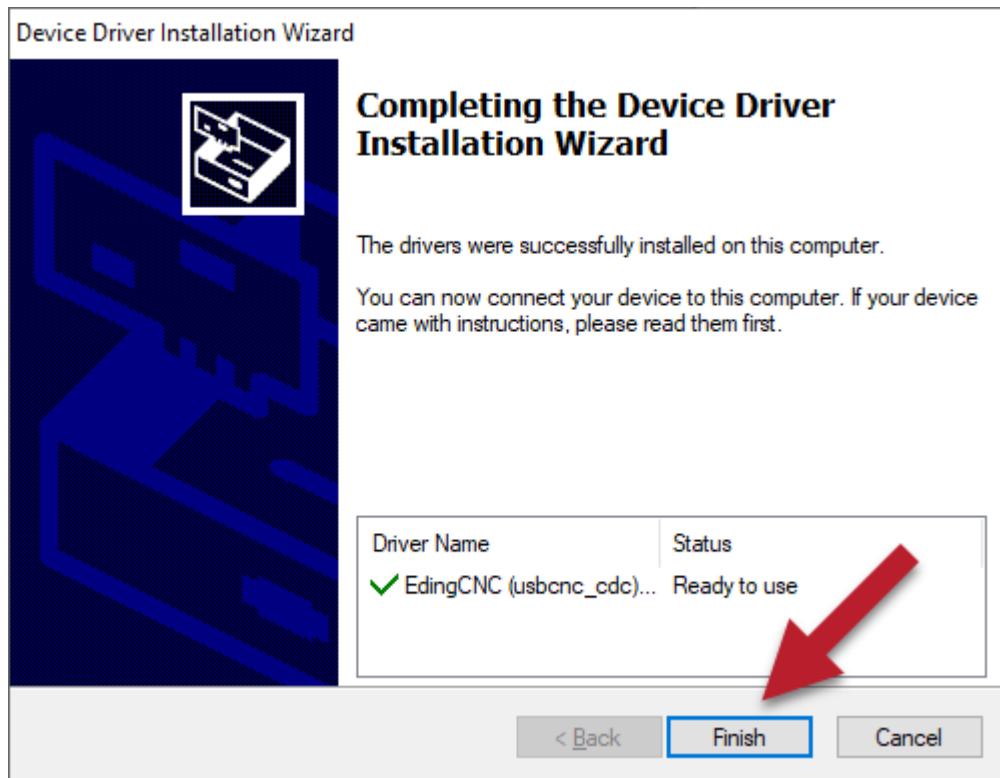 Device Driver Installation Wizard
Completing the Device Driver
Installation Wizard
The drivers were successfully installed on this computer.
You can now connect your device to this computer. If your device
came with instructions, please read them first.
Driver Name Status
EdingCNC (usbcnc_cdc)... Ready to use
< Back Finish Cancel